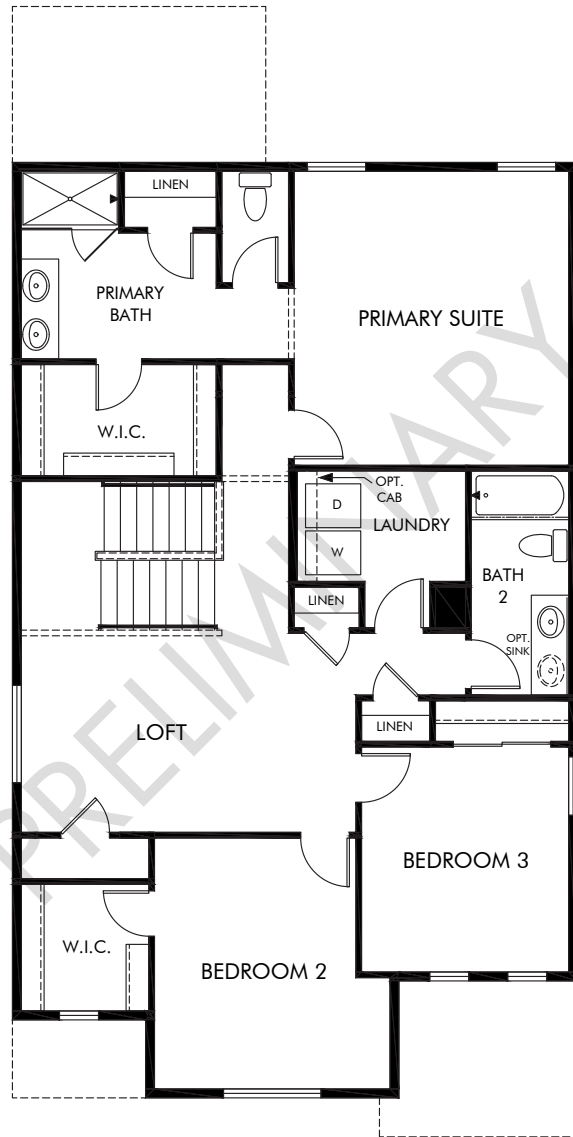 LINEN
PRIMARY
BATH
PRIMARY SUITE
W.I.C.
OPT.
CAB
D
LAUNDRY
W
BATH
2
LINEN
OPT.
SINK
LOFT
LINEN
BEDROOM 3
W.I.C.
BEDROOM 2
PRELIMINARY